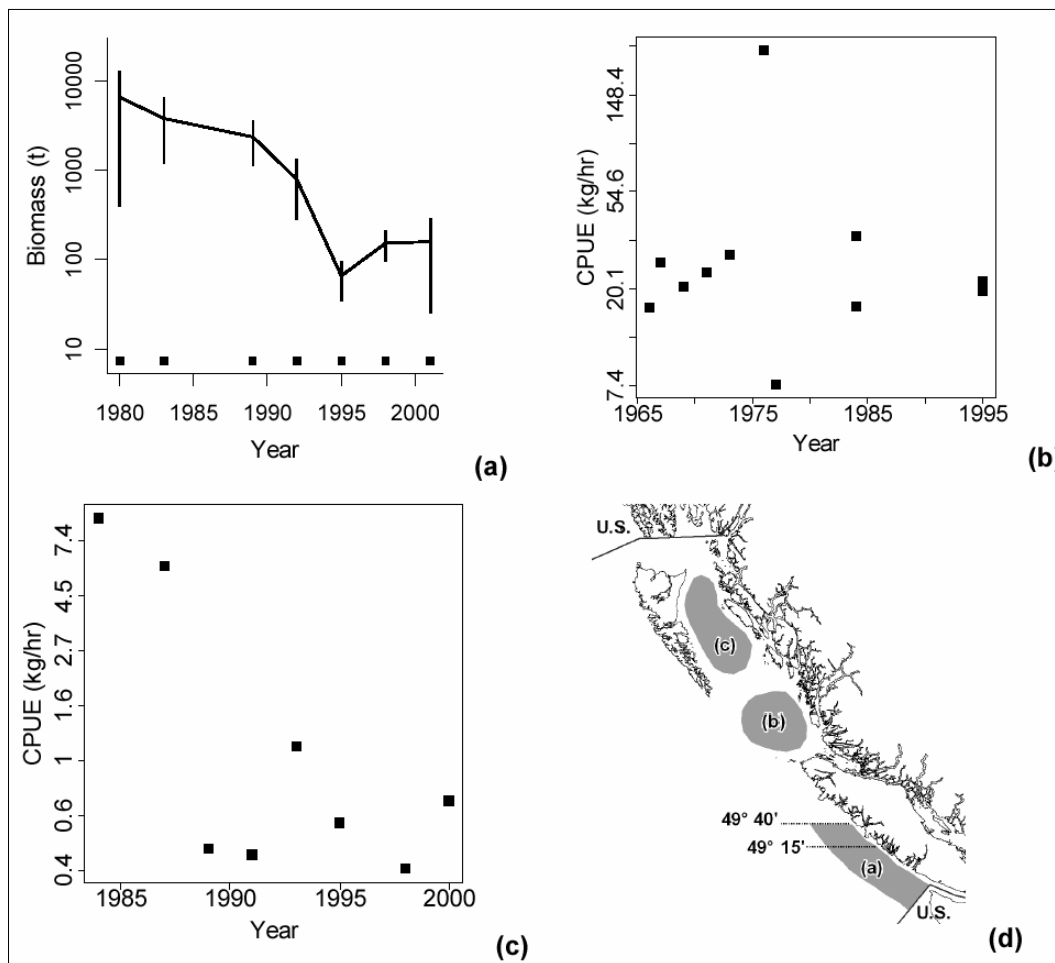 10000
1000
100
10
Biomass (t)
1980 1985 1990 1995 2000
Year
(a)
148.4
54.6
20.1
7.4
CPUE (kg/hr)
1965 1975 1985 1995
Year
(b)
7.4
4.5
2.7
1.6
1
0.6
0.4
CPUE (kg/hr)
1985 1990 1995 2000
Year
(c)
U.S.
(c)
(b)
49° 40'
49° 15'
(a)
U.S.
(d)